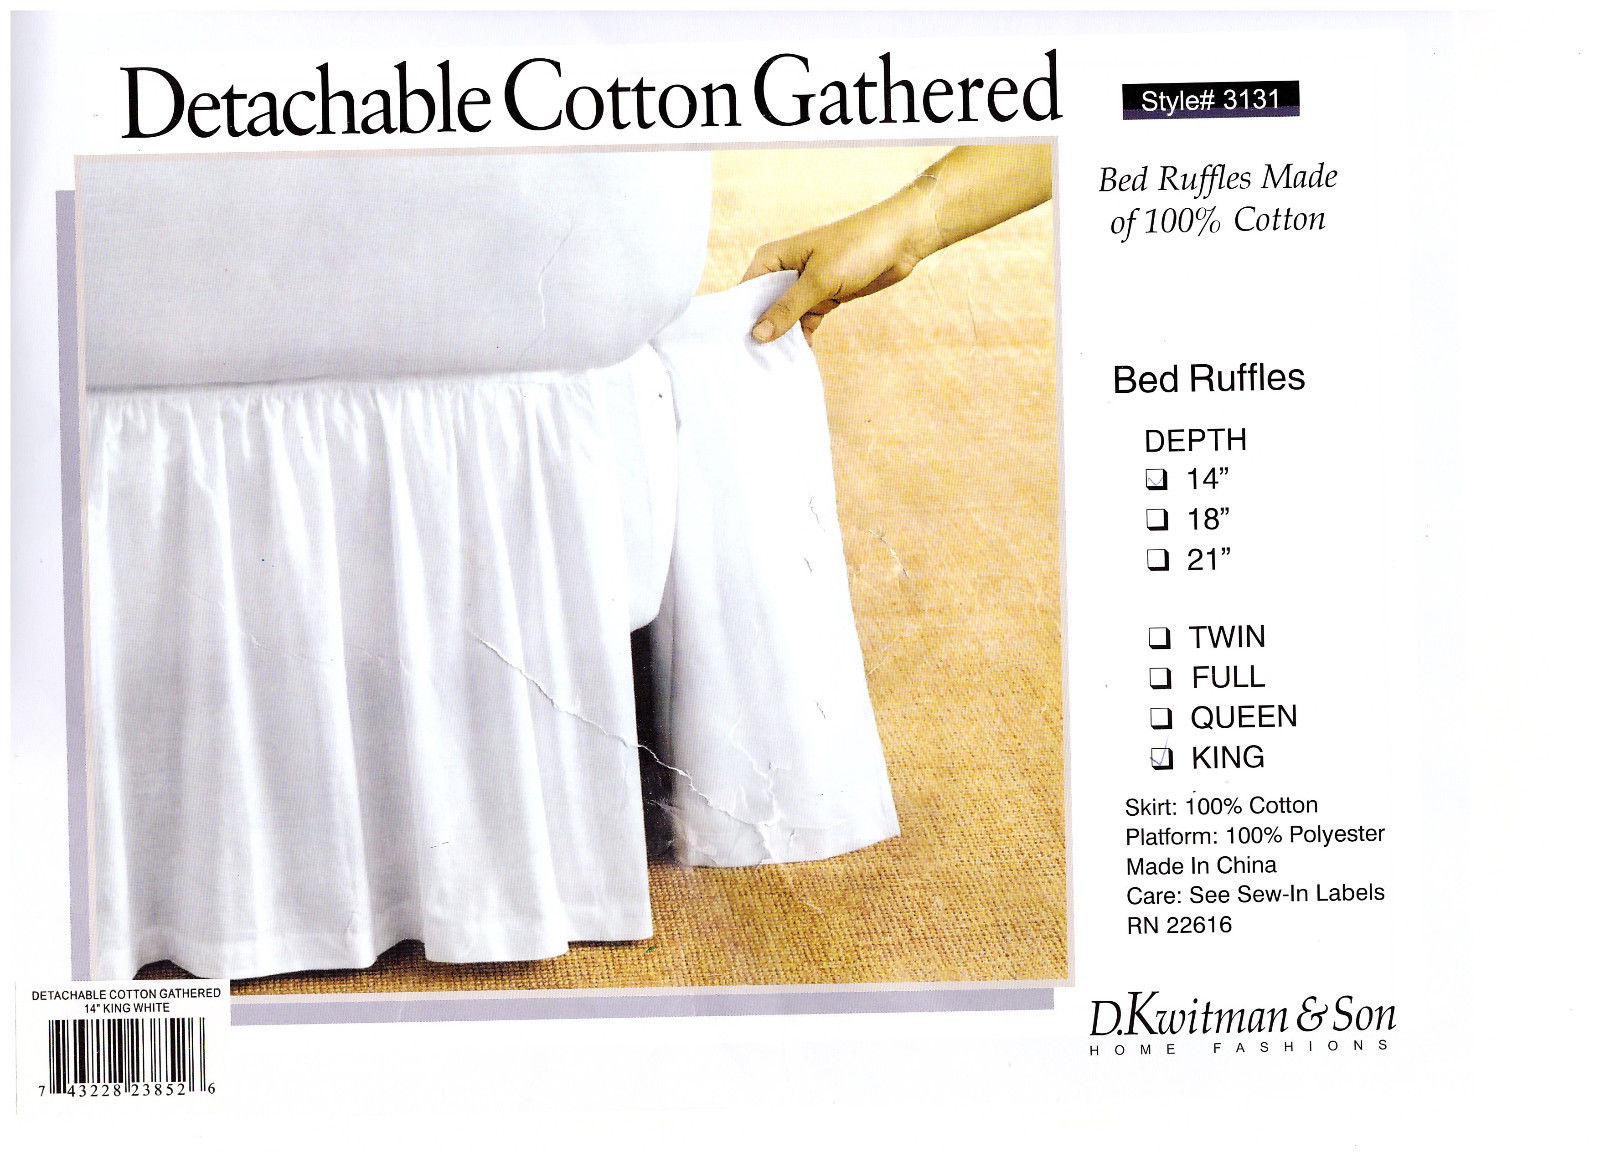 Detachable Cotton Gathered
Style# 3131
Bed Ruffles Made
of 100% Cotton
Bed Ruffles
DEPTH
14”
18”
21”
TWIN
FULL
QUEEN
KING
Skirt: 100% Cotton
Platform: 100% Polyester
Made In China
Care: See Sew-In Labels
RN 22616
D.Kwitman & Son
HOME FASHIONS
DETACHABLE COTTON GATHERED
14" KING WHITE
7 43228 23852 6